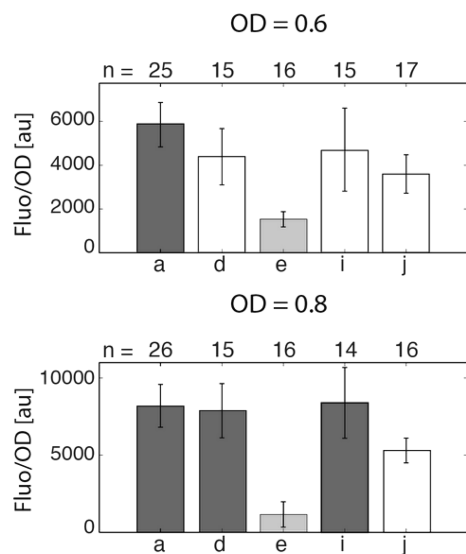 OD = 0.6
n = 25 15 16 15 17
Fluo/OD [au]
6000
4000
2000
0
a d e i j
OD = 0.8
n = 26 15 16 14 16
Fluo/OD [au]
10000
5000
0
a d e i j